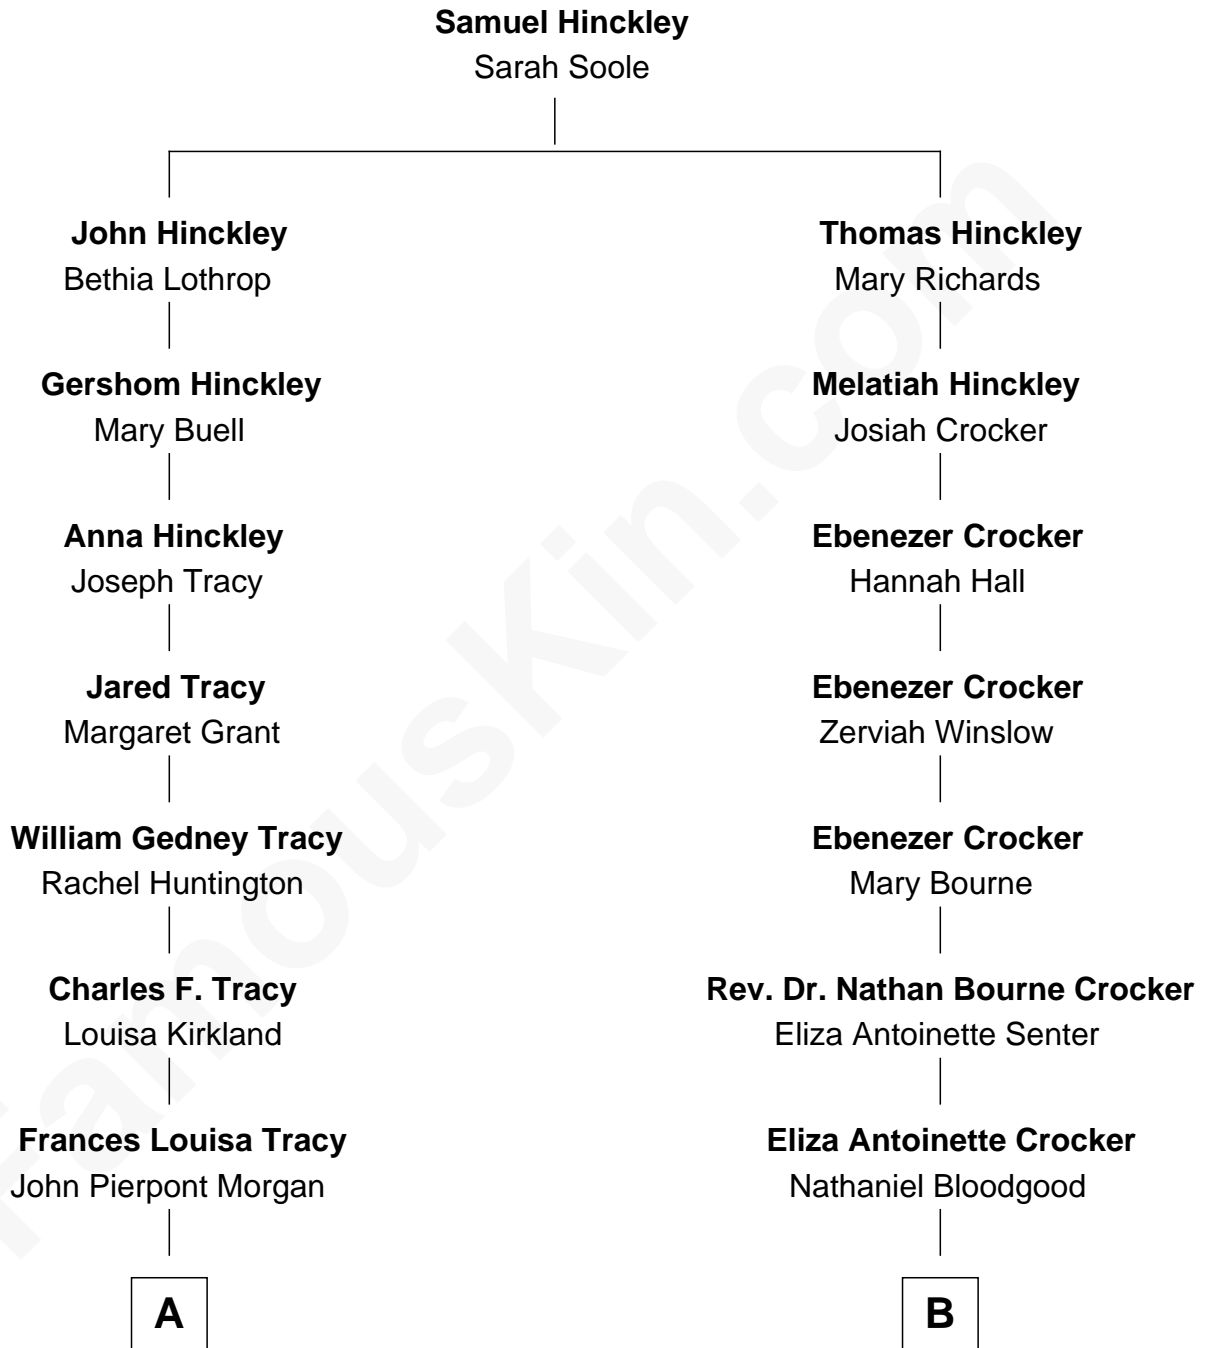 Samuel Hinckley
Sarah Soole
John Hinckley
Bethia Lothrop
Thomas Hinckley
Mary Richards
Gershom Hinckley
Mary Buell
Melatiah Hinckley
Josiah Crocker
Anna Hinckley
Joseph Tracy
Ebenezer Crocker
Hannah Hall
Jared Tracy
Margaret Grant
Ebenezer Crocker
Zerviah Winslow
William Gedney Tracy
Rachel Huntington
Ebenezer Crocker
Mary Bourne
Charles F. Tracy
Louisa Kirkland
Rev. Dr. Nathan Bourne Crocker
Eliza Antoinette Senter
Frances Louisa Tracy
John Pierpont Morgan
Eliza Antoinette Crocker
Nathaniel Bloodgood
A
B
FamousKin.com